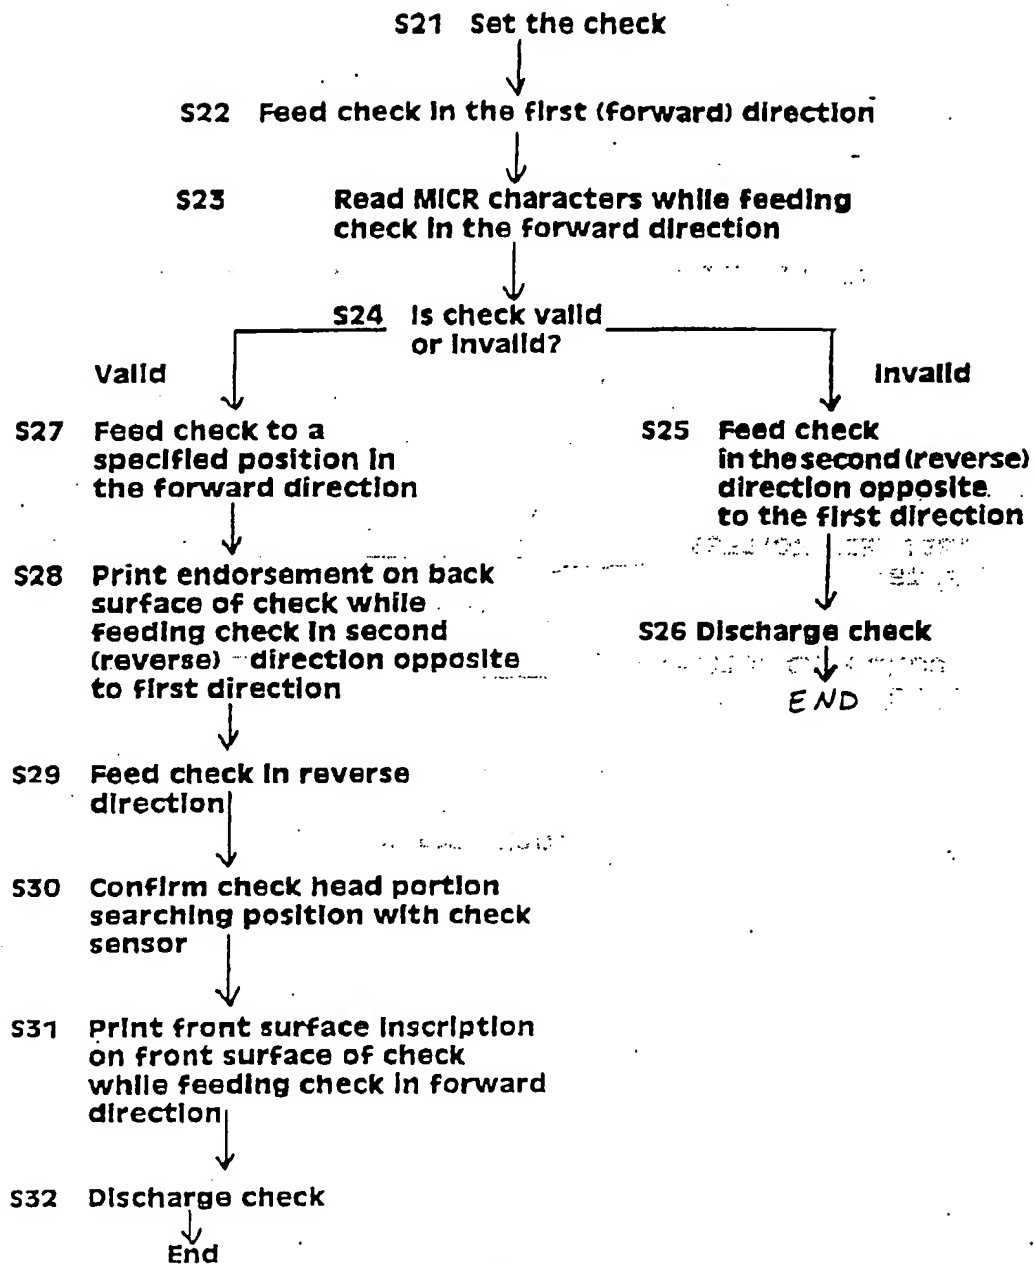 S21 Set the check
S22 Feed check in the first (forward) direction
S23 Read MICR characters while feeding
check in the forward direction
S24 Is check valid
or invalid?
Valid
Invalid
S27 Feed check to a
specified position in
the forward direction
S25 Feed check
in the second (reverse)
direction opposite
to the first direction
S28 Print endorsement on back
surface of check while
feeding check in second
(reverse) direction opposite
to first direction
S26 Discharge check
END
S29 Feed check in reverse
direction
S30 Confirm check head portion
searching position with check
sensor
S31 Print front surface inscription
on front surface of check
while feeding check in forward
direction
S32 Discharge check
End